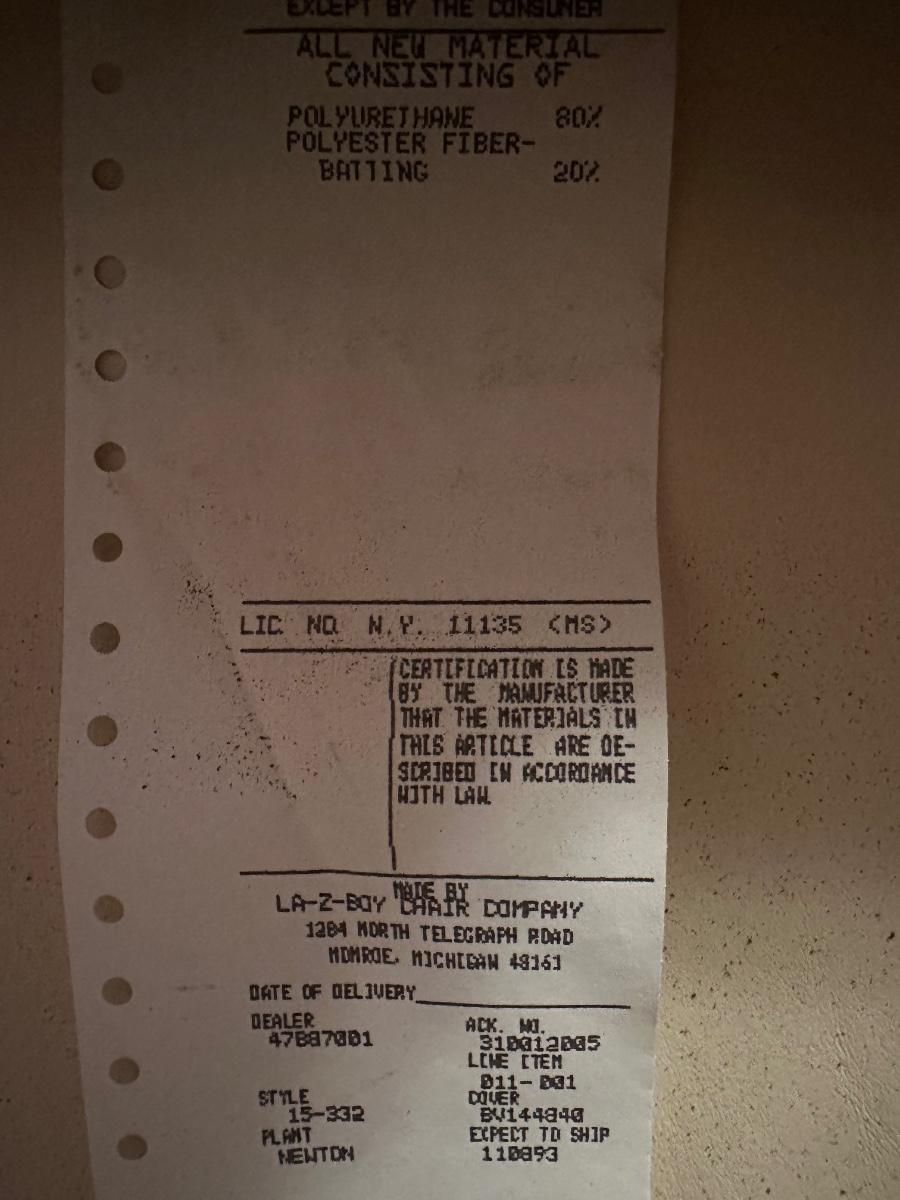 EXCEPT BY THE CONSUMER
ALL NEW MATERIAL
CONSISTING OF
POLYURETHANE 80%
POLYESTER FIBER-
BATTING 20%
LIC NO. N.Y. 11135 (MS)
CERTIFICATION IS MADE
BY THE MANUFACTURER
THAT THE MATERIALS IN
THIS ARTICLE ARE DE-
SCRIBED IN ACCORDANCE
WITH LAW.
MADE BY
LA-Z-BOY CHAIR COMPANY
1284 NORTH TELEGRAPH ROAD
MONROE, MICHIGAN 48161
DATE OF DELIVERY
DEALER ACK. NO.
47887001 310012005
LINE ITEM
011-001
STYLE COVER
15-332 BV144840
PLANT EXPECT TO SHIP
NEWTON 110893